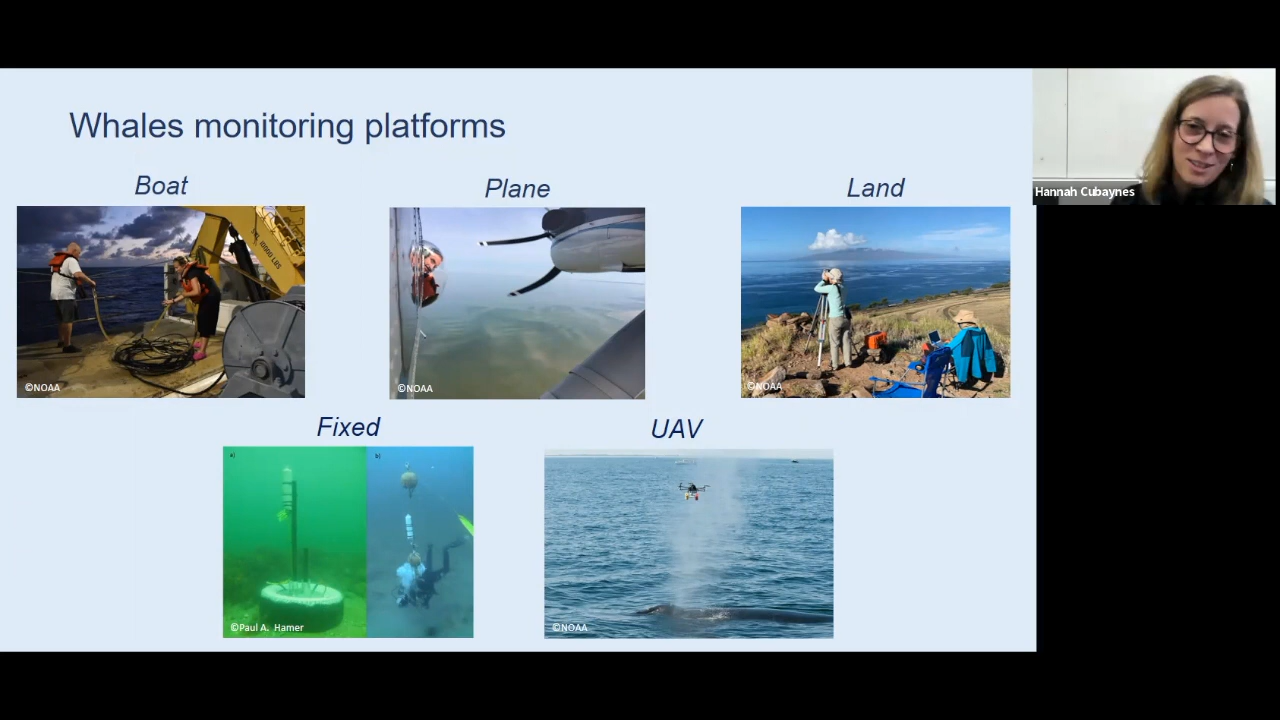 Whales monitoring platforms
Hannah Cubaynes
Boat
Plane
Land
©NOAA
©NOAA
©NOAA
Fixed
UAV
a)
b)
©Paul A. Hamer
©NOAA